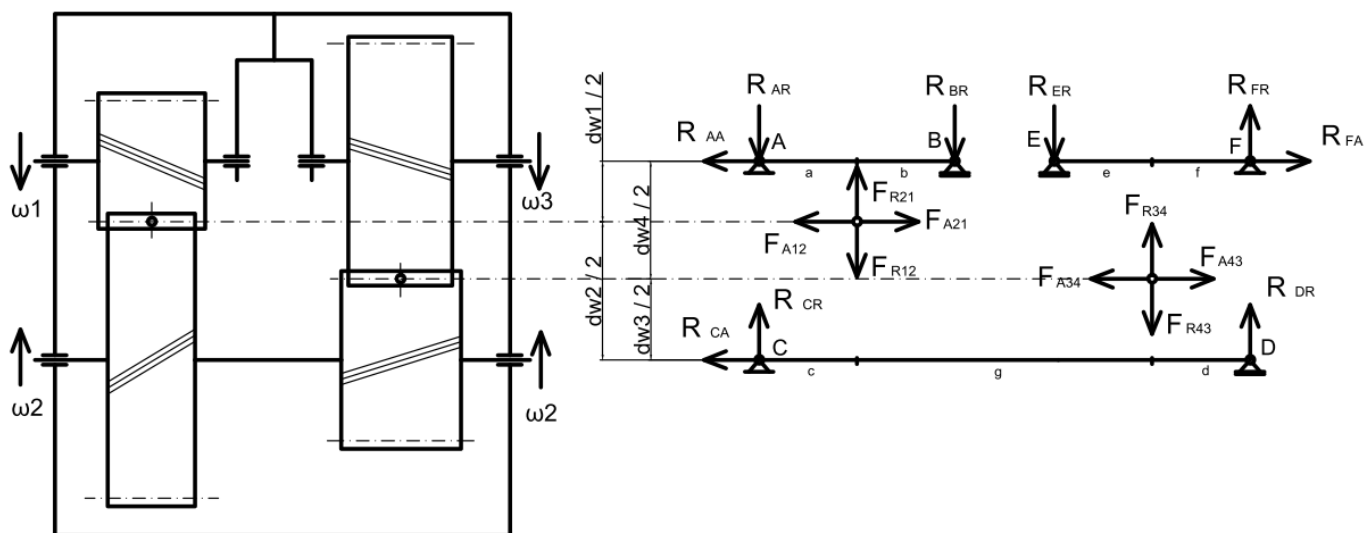 ω1
ω2
ω3
ω2
dw1 / 2
dw2 / 2
dw4 / 2
dw3 / 2
R AR
R BR
R ER
R FR
R AA
A
B
E
F
R FA
a
b
e
f
F R21
F A12
F A21
F R12
F R34
F A34
F A43
F R43
R CR
R DR
R CA
C
D
c
g
d